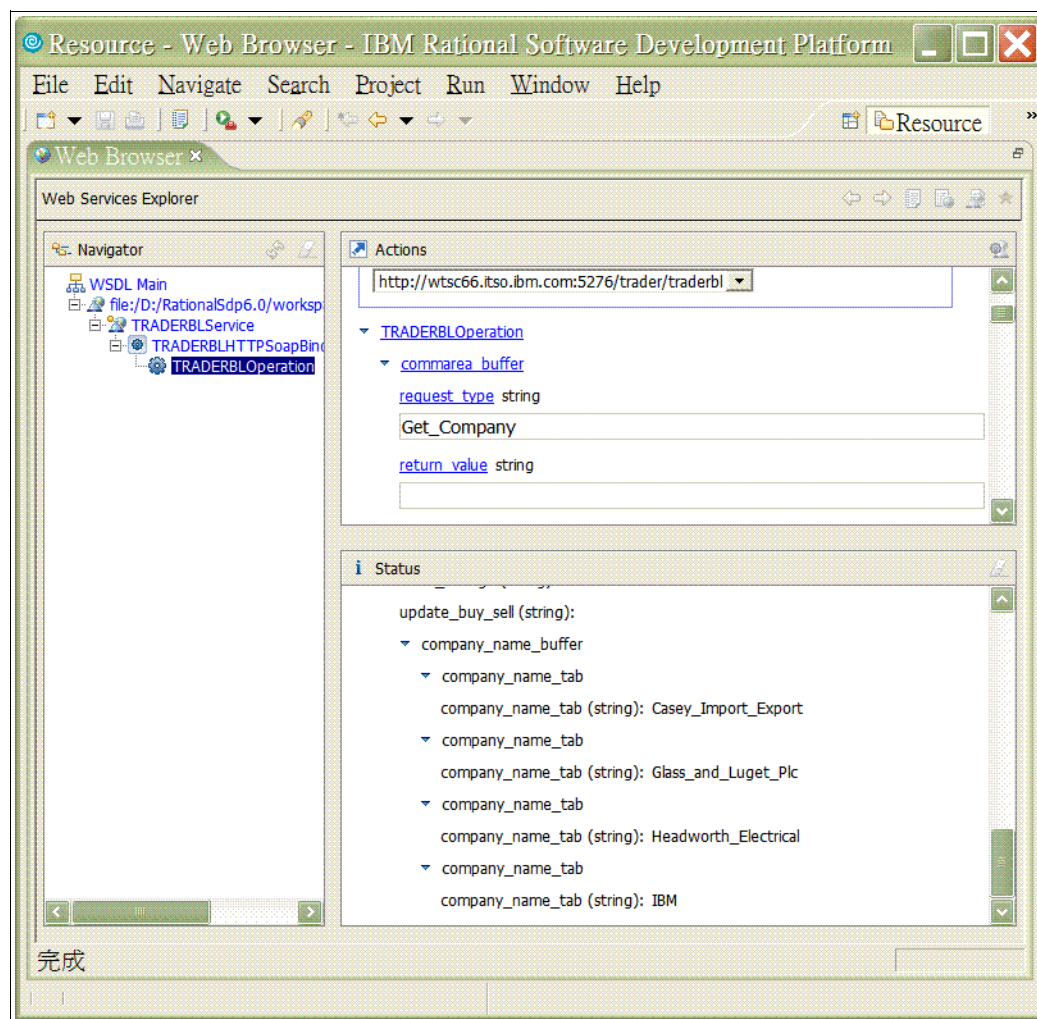 Resource - Web Browser - IBM Rational Software Development Platform
File Edit Navigate Search Project Run Window Help
Resource
»
Web Browser
Web Services Explorer
Navigator
WSDL Main
file:/D:/RationalSdp6.0/worksp
TRADERBLService
TRADERBLHTTPSoapBind
TRADERBLOperation
Actions
http://wtsc66.itso.ibm.com:5276/trader/traderbl
TRADERBLOperation
commarea_buffer
request_type string
Get_Company
return_value string
i Status
update_buy_sell (string):
company_name_buffer
company_name_tab
company_name_tab (string): Casey_Import_Export
company_name_tab
company_name_tab (string): Glass_and_Luget_Plc
company_name_tab
company_name_tab (string): Headworth_Electrical
company_name_tab
company_name_tab (string): IBM
完成